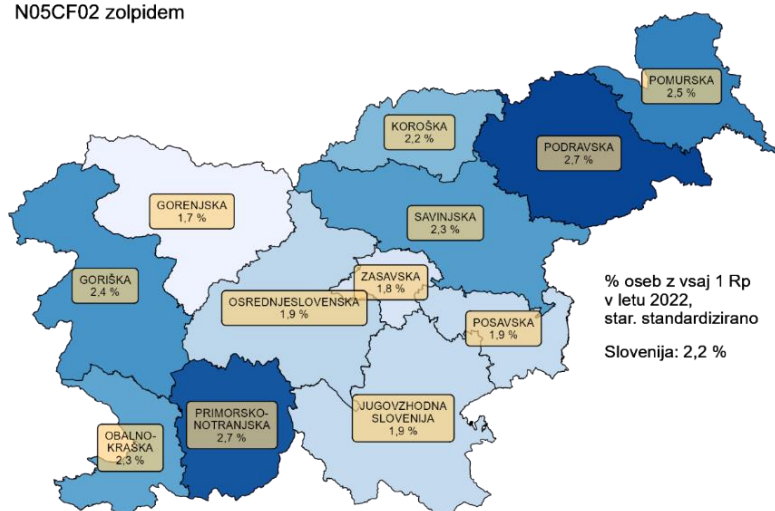 N05CF02 zolpidem
POMURSKA
2,5 %
KOROŠKA
2,2 %
PODRAVSKA
2,7 %
GORENJSKA
1,7 %
SAVINJSKA
2,3 %
GORIŠKA
2,4 %
ZASAVSKA
1,8 %
OSREDNJESLOVENSKA
1,9 %
POSAVSKA
1,9 %
% oseb z vsaj 1 Rp
v letu 2022,
star. standardizirano
Slovenija: 2,2 %
PRIMORSKO-
NOTRANJSKA
2,7 %
JUGOVZHODNA
SLOVENIJA
1,9 %
OBALNO-
KRAŠKA
2,3 %